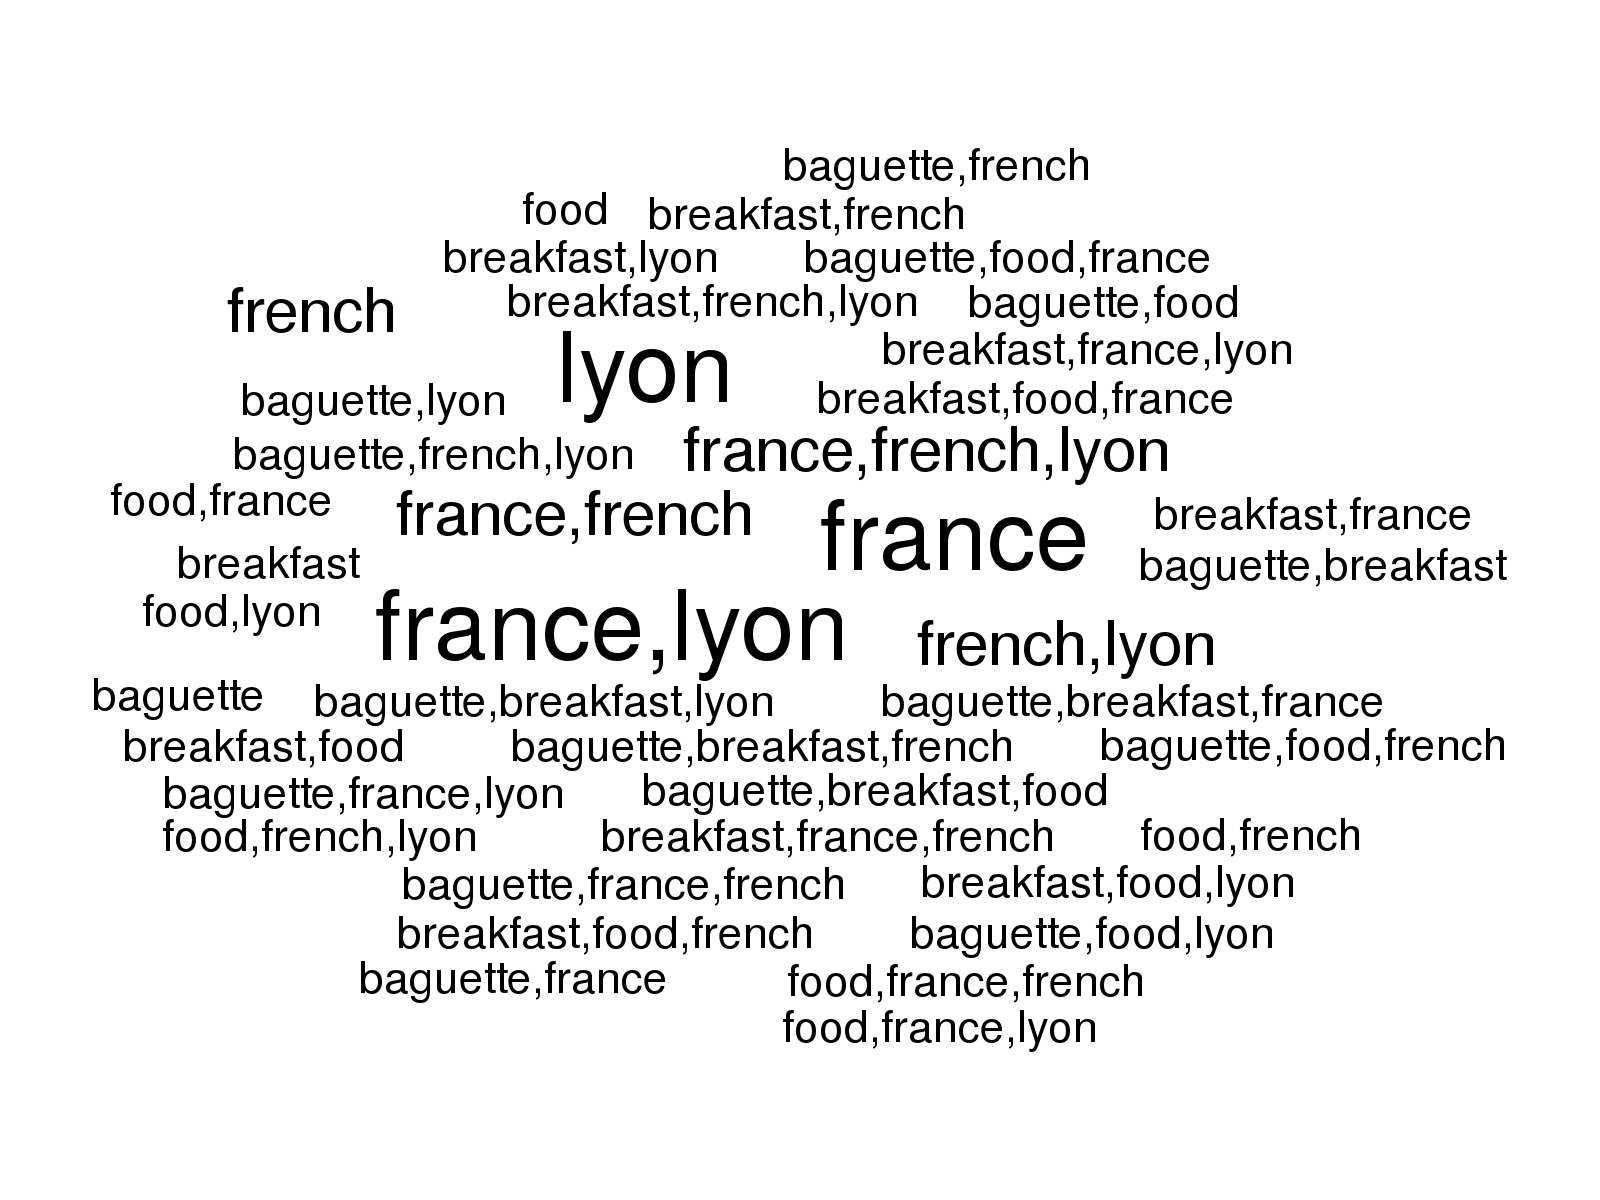 baguette,french
food breakfast,french
breakfast,lyon baguette,food,france
french breakfast,french,lyon baguette,food
lyon breakfast,france,lyon
baguette,lyon breakfast,food,france
baguette,french,lyon france,french,lyon
food,france france,french france breakfast,france
breakfast baguette,breakfast
food,lyon france,lyon french,lyon
baguette baguette,breakfast,lyon baguette,breakfast,france
breakfast,food baguette,breakfast,french baguette,food,french
baguette,france,lyon baguette,breakfast,food
food,french,lyon breakfast,france,french food,french
baguette,france,french breakfast,food,lyon
breakfast,food,french baguette,food,lyon
baguette,france food,france,french
food,france,lyon